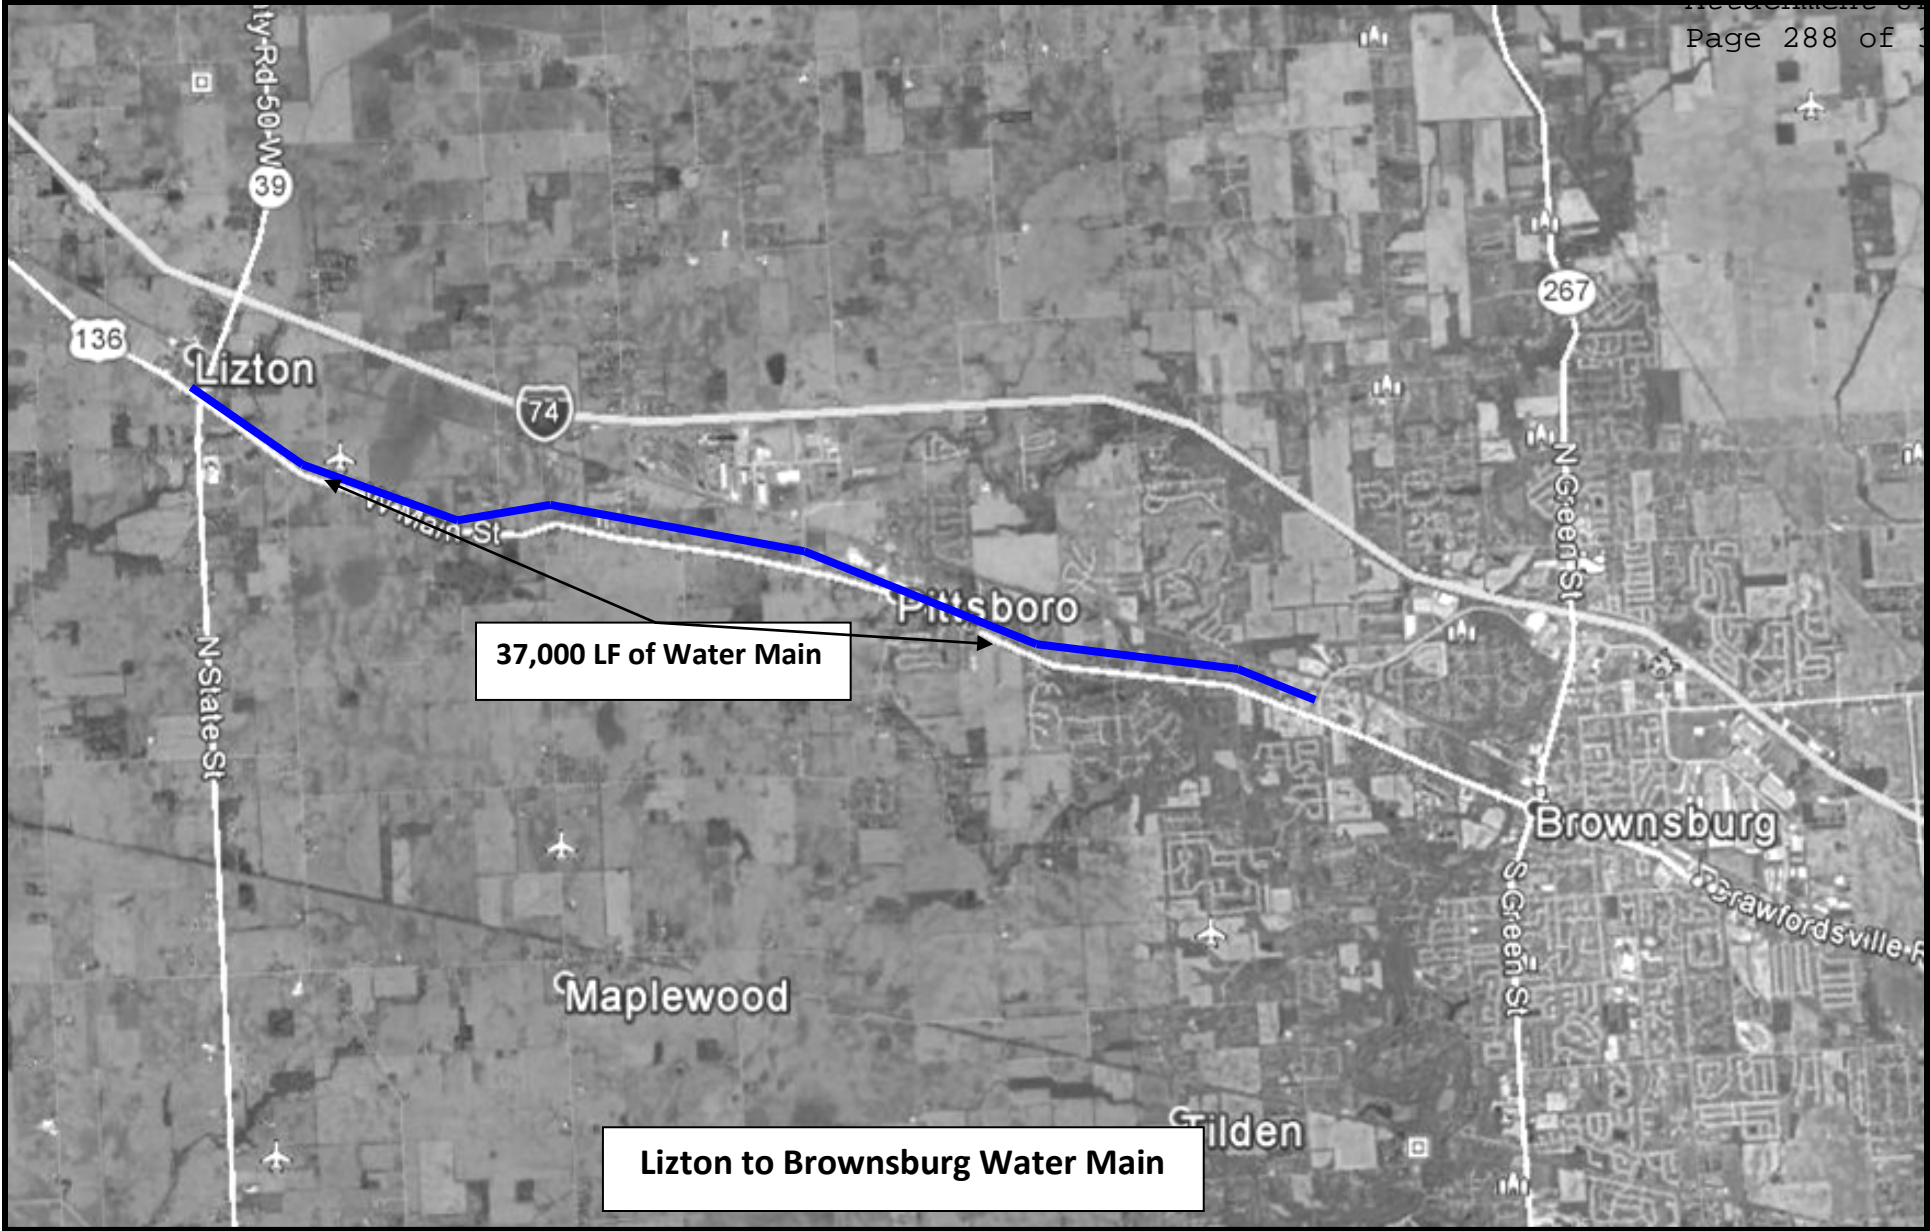 Page 288 of
ty-Rd-50-W
39
267
136
Lizton
74
N-Green-St
W-Main-St
Pittsboro
37,000 LF of Water Main
N-State-St
Brownsburg
S-Green-St
Crawfordsville
Maplewood
Tilden
Lizton to Brownsburg Water Main